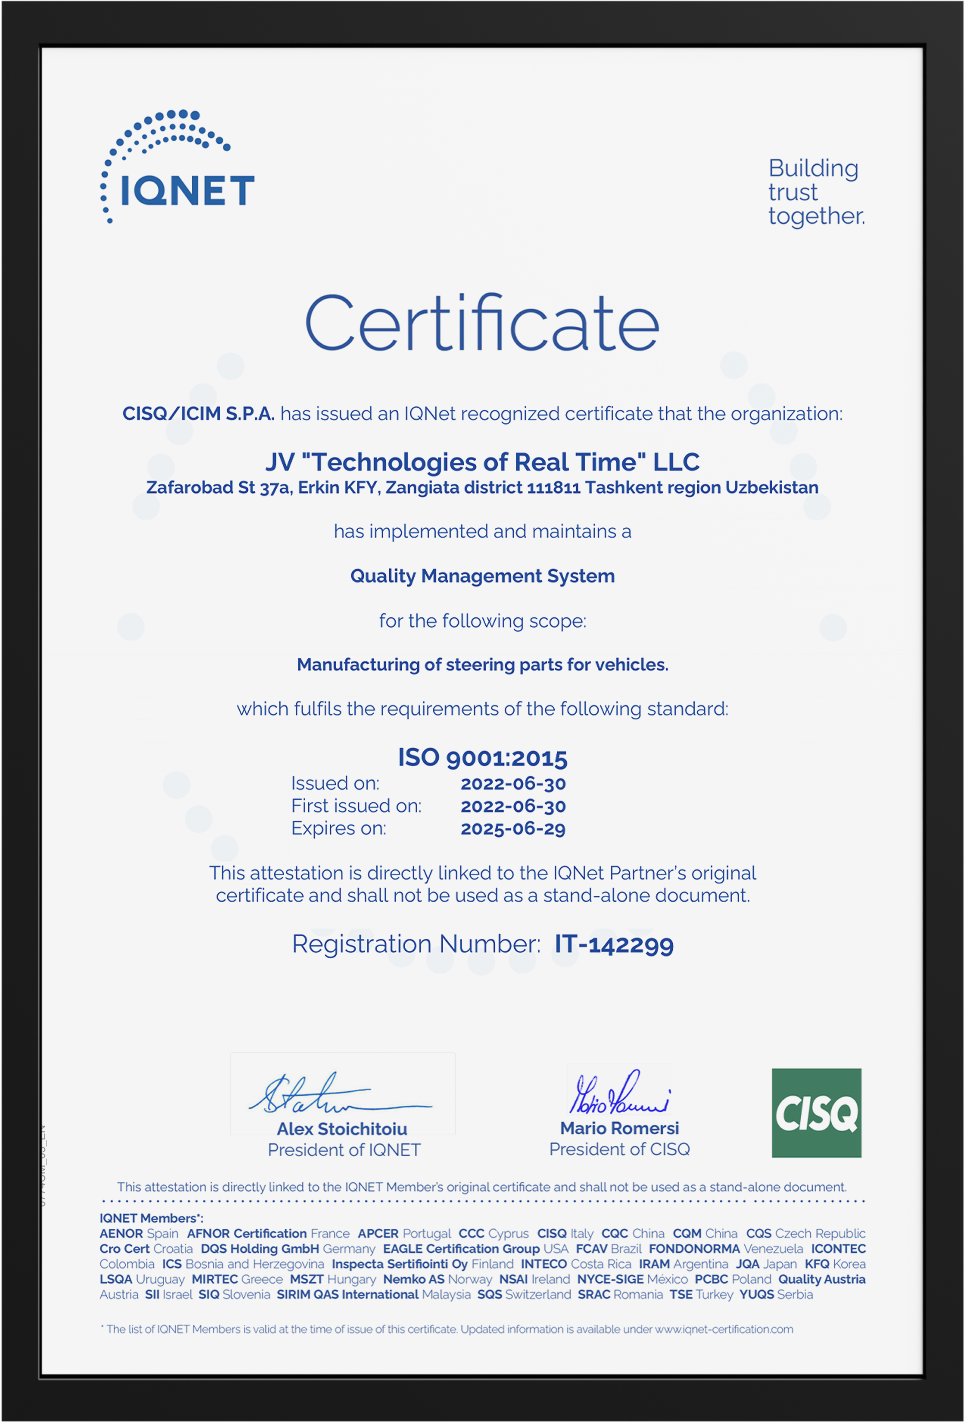 IQNET
Building
trust
together.
Certificate
CISQ/ICIM S.P.A. has issued an IQNet recognized certificate that the organization:
JV "Technologies of Real Time" LLC
Zafarobad St 37a, Erkin KFY, Zangiata district 111811 Tashkent region Uzbekistan
has implemented and maintains a
Quality Management System
for the following scope:
Manufacturing of steering parts for vehicles.
which fulfils the requirements of the following standard:
ISO 9001:2015
Issued on: 2022-06-30
First issued on: 2022-06-30
Expires on: 2025-06-29
This attestation is directly linked to the IQNet Partner's original
certificate and shall not be used as a stand-alone document.
Registration Number: IT-142299
Alex Stoichitoiu
President of IQNET
Mario Romersi
President of CISQ
CISQ
This attestation is directly linked to the IQNET Member's original certificate and shall not be used as a stand-alone document.
IQNET Members*:
AENOR Spain AFNOR Certification France APCER Portugal CCC Cyprus CISQ Italy CQC China CQM China CQS Czech Republic
Cro Cert Croatia DQS Holding GmbH Germany EAGLE Certification Group USA FCAV Brazil FONDONORMA Venezuela ICONTEC
Colombia ICS Bosnia and Herzegovina Inspecta Sertifiointi Oy Finland INTECO Costa Rica IRAM Argentina JQA Japan KFQ Korea
LSQA Uruguay MIRTEC Greece MSZT Hungary Nemko AS Norway NSAI Ireland NYCE-SIGE México PCBC Poland Quality Austria
Austria SII Israel SIQ Slovenia SIRIM QAS International Malaysia SQS Switzerland SRAC Romania TSE Turkey YUQS Serbia
* The list of IQNET Members is valid at the time of issue of this certificate. Updated information is available under www.iqnet-certification.com